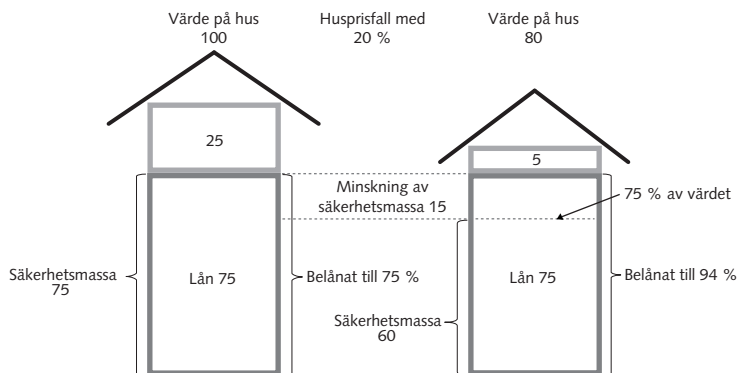 Värde på hus
100
Husprisfall med
20 %
Värde på hus
80
25
5
Minskning av
säkerhetsmassa 15
75 % av värdet
Säkerhetsmassa
75
Lån 75
Belånat till 75 %
Lån 75
Belånat till 94 %
Säkerhetsmassa
60